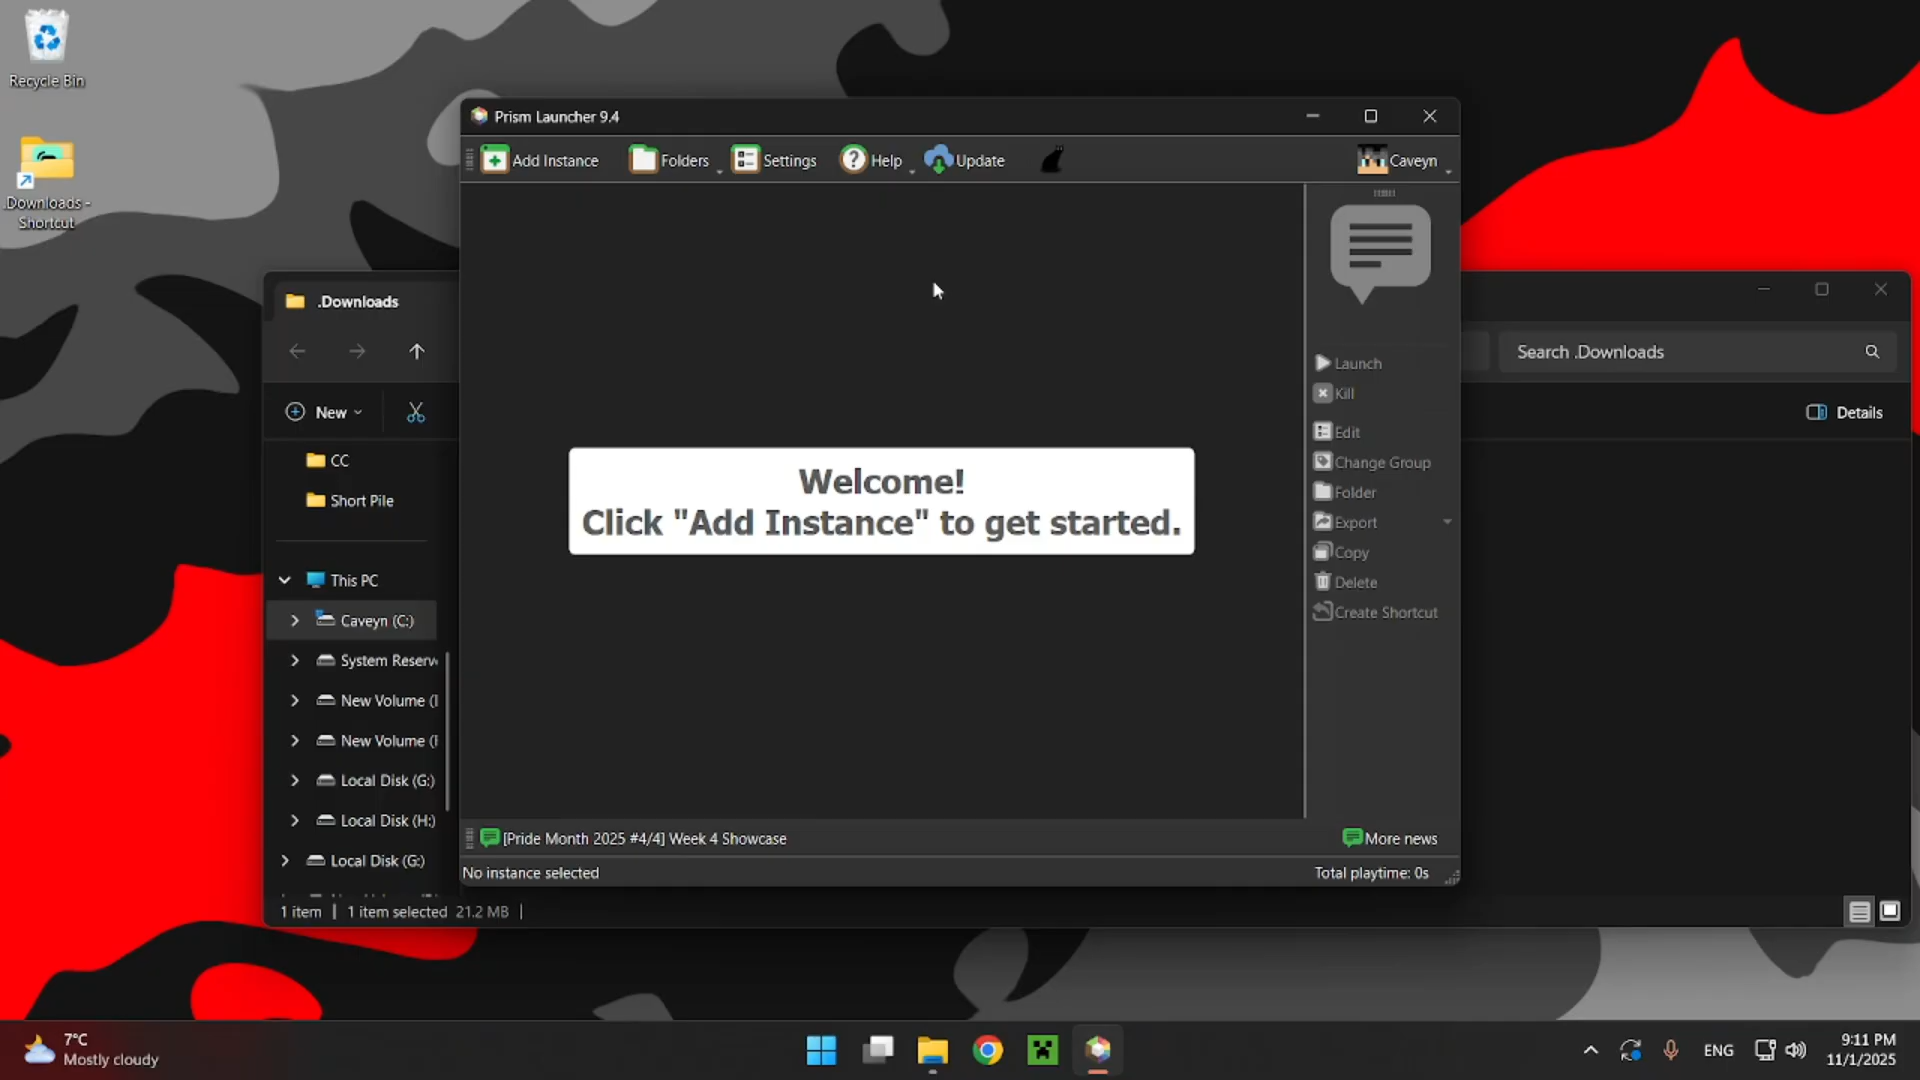 Recycle Bin
.Downloads -
Shortcut
Prism Launcher 9.4
Add Instance
Folders
Settings
Help
Update
Caveyn
.Downloads
Search .Downloads
New
Details
CC
Short Pile
This PC
Caveyn (C:)
System Reserv
New Volume (
New Volume (
Local Disk (G:)
Local Disk (H:)
Local Disk (G:)
Welcome!
Click "Add Instance" to get started.
Launch
Kill
Edit
Change Group
Folder
Export
Copy
Delete
Create Shortcut
[Pride Month 2025 #4/4] Week 4 Showcase
More news
No instance selected
Total playtime: 0s
1 item
1 item selected 21.2 MB
7°C
Mostly cloudy
ENG
9:11 PM
11/1/2025